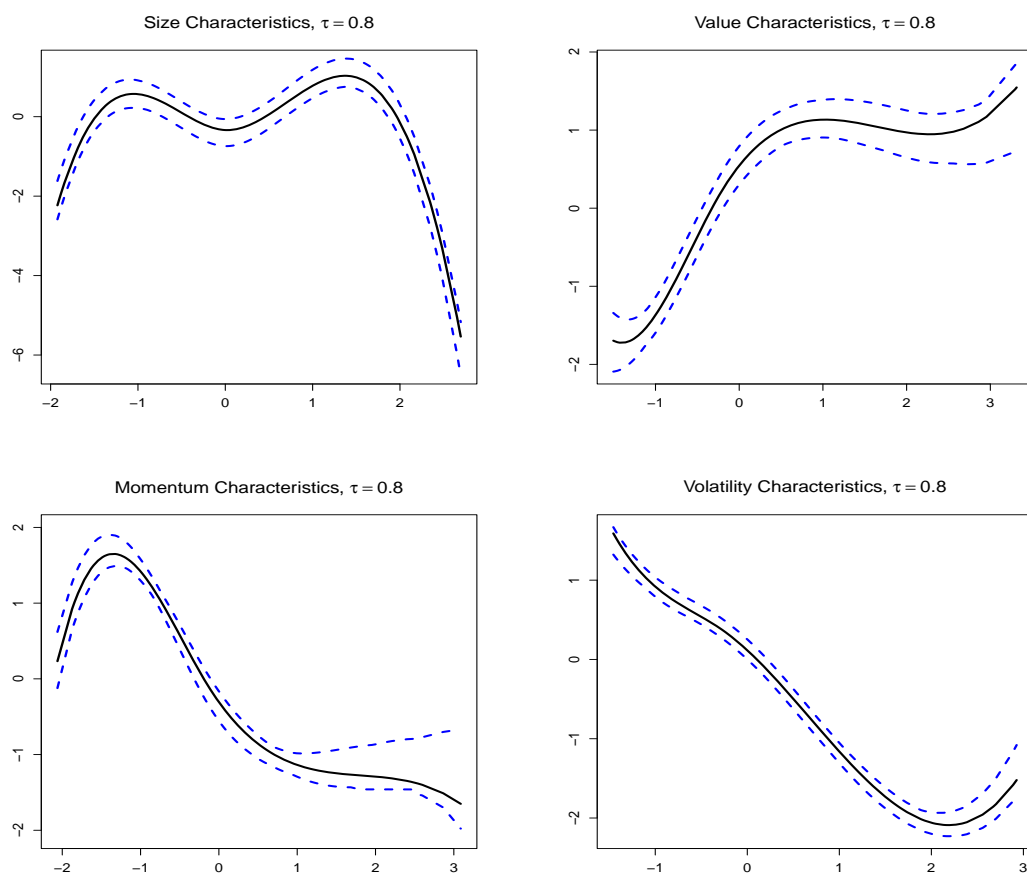 Size Characteristics, τ = 0.8
0
−2
−4
−6
−2 −1 0 1 2
Value Characteristics, τ = 0.8
2
1
0
−1
−2
−1 0 1 2 3
Momentum Characteristics, τ = 0.8
2
1
0
−1
−2
−2 −1 0 1 2 3
Volatility Characteristics, τ = 0.8
1
0
−1
−2
−1 0 1 2 3